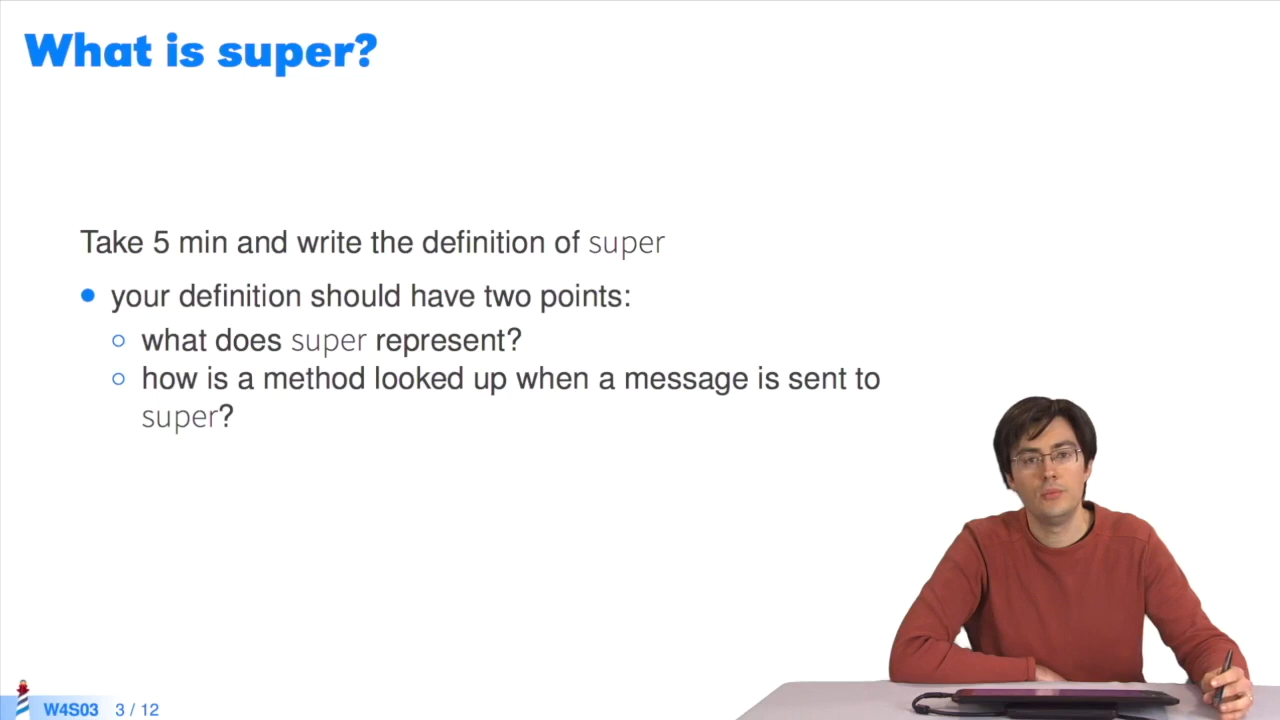 What is super?
Take 5 min and write the definition of super
your definition should have two points:
what does super represent?
how is a method looked up when a message is sent to
super?
W4S03 3 / 12